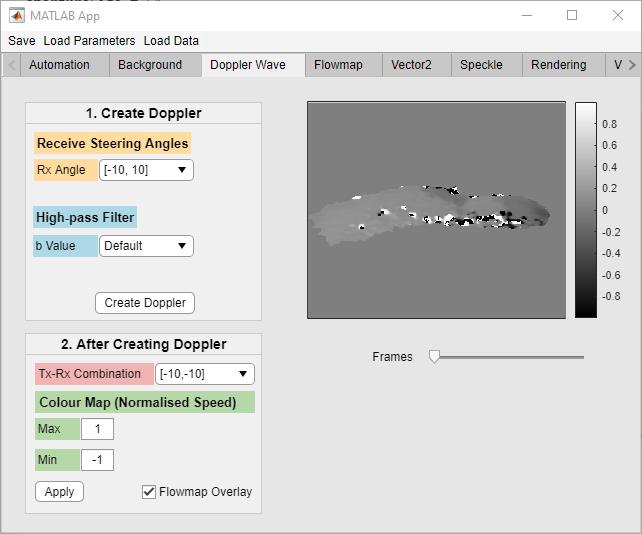 MATLAB App
Save Load Parameters Load Data
Automation Background Doppler Wave Flowmap Vector2 Speckle Rendering V
1. Create Doppler
Receive Steering Angles
Rx Angle [-10, 10]
High-pass Filter
b Value Default
Create Doppler
2. After Creating Doppler
Tx-Rx Combination [-10,-10]
Colour Map (Normalised Speed)
Max 1
Min -1
Apply Flowmap Overlay
0.8
0.6
0.4
0.2
0
-0.2
-0.4
-0.6
-0.8
Frames